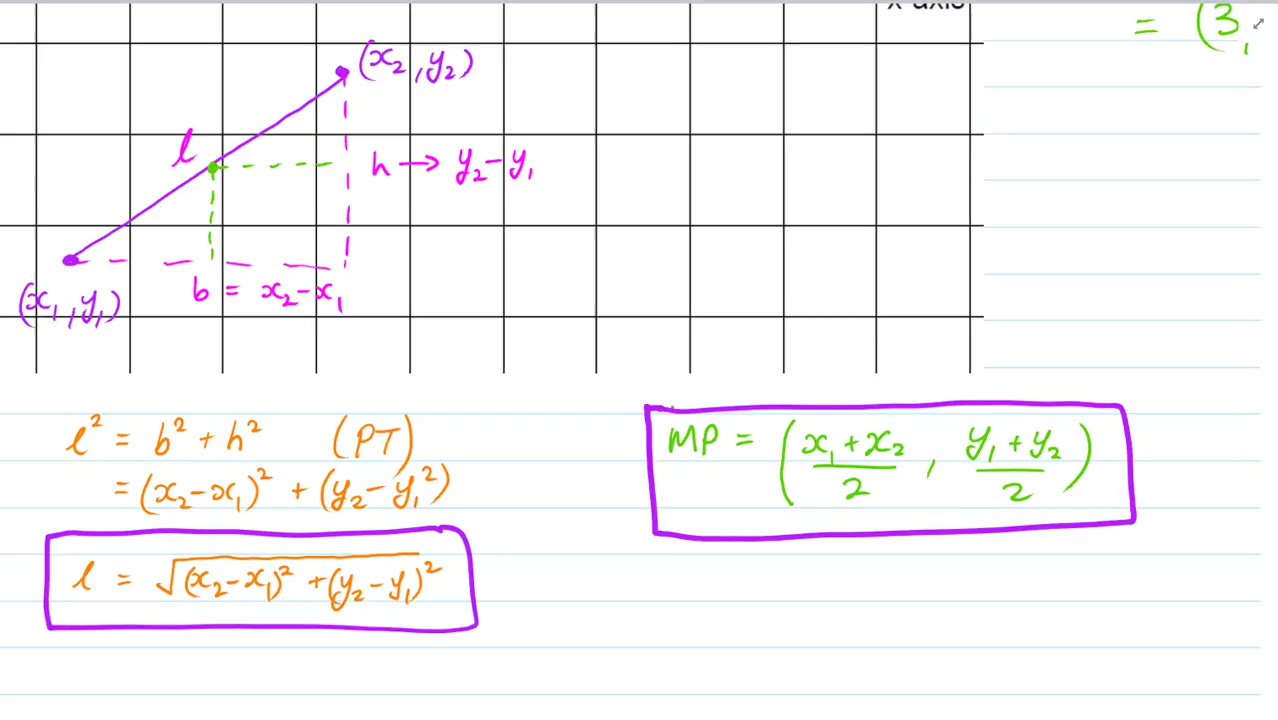 x-axis
= (3,
(x₂, y₂)
l
h → y₂ - y₁
b = x₂ - x₁
(x₁, y₁)
l² = b² + h² (PT)
= (x₂ - x₁)² + (y₂ - y₁²)
l = √(x₂ - x₁)² + (y₂ - y₁)²
MP = ( x₁ + x₂ / 2 , y₁ + y₂ / 2 )